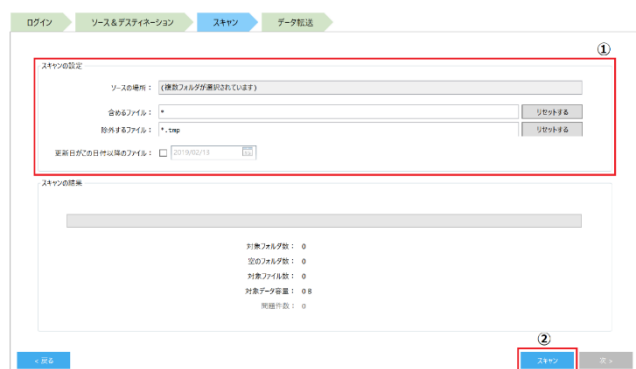 ログイン ソース＆デスティネーション スキャン データ転送
①
スキャンの設定
ソースの場所： (複数フォルダが選択されています)
含めるファイル： * リセットする
除外するファイル： *.tmp リセットする
更新日がこの日付以降のファイル： 2019/02/13
スキャンの結果
対象フォルダ数： 0
空のフォルダ数： 0
対象ファイル数： 0
対象データ容量： 0 B
問題件数： 0
②
< 戻る スキャン 次 >